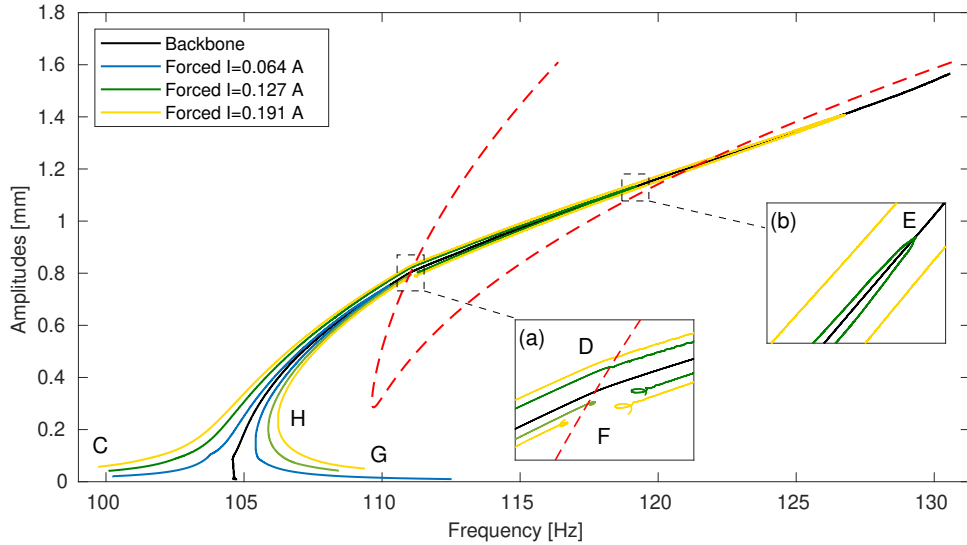 1.8
1.6
1.4
1.2
1
0.8
0.6
0.4
0.2
0
Amplitudes [mm]
Backbone
Forced I=0.064 A
Forced I=0.127 A
Forced I=0.191 A
(b)
E
(a)
D
F
C
H
G
100
105
110
115
120
125
130
Frequency [Hz]